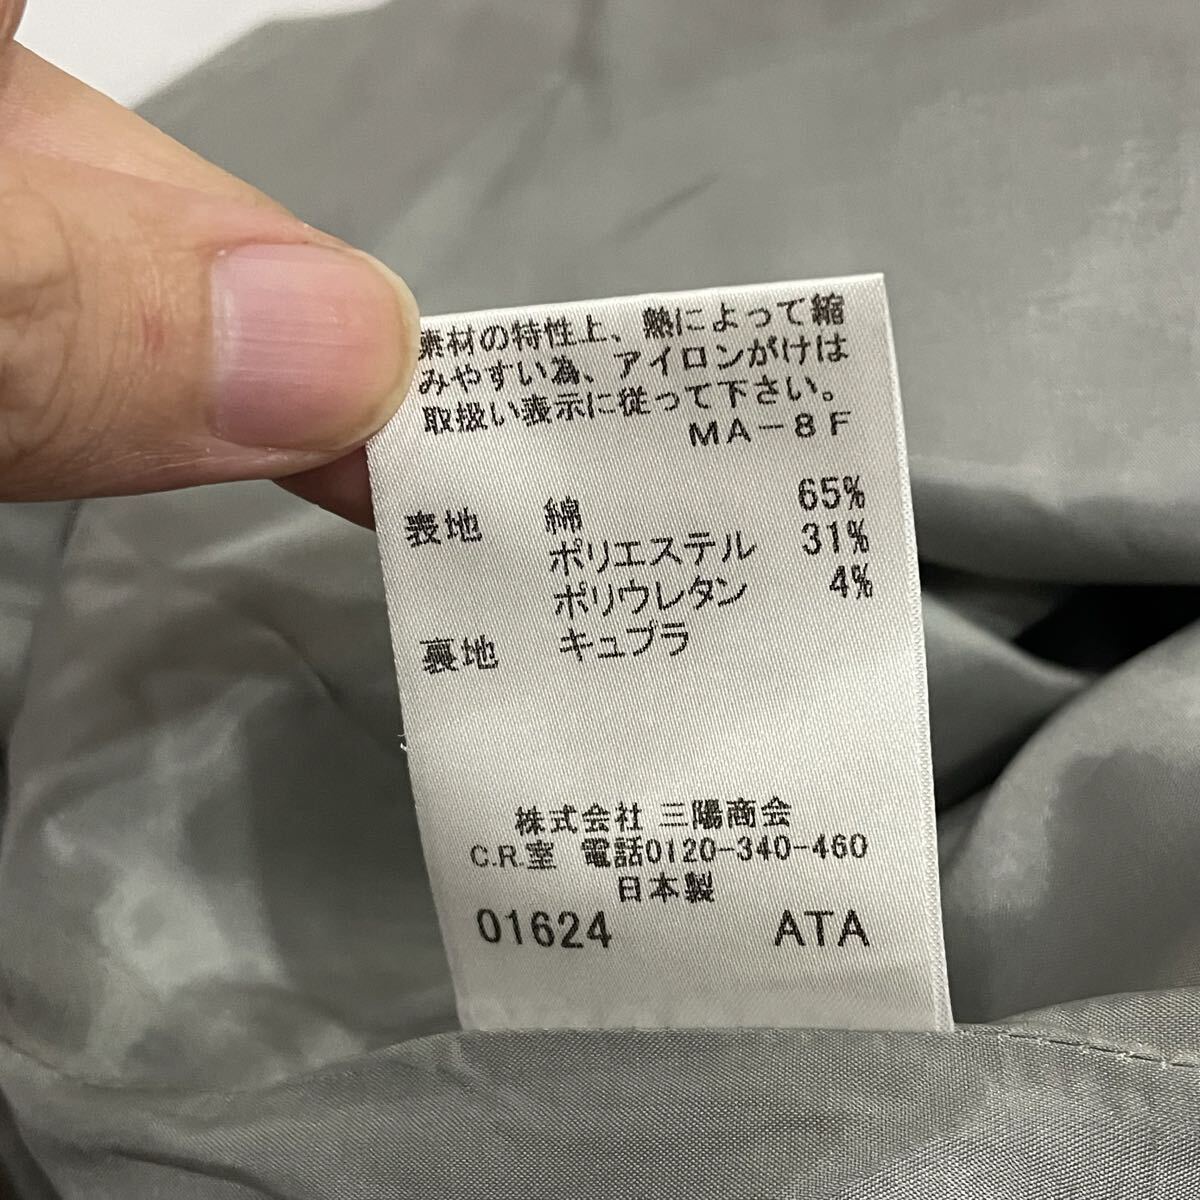 素材の特性上、熱によって縮
みやすい為、アイロンがけは
取扱い表示に従って下さい。
MA-8F
表地 綿 65%
ポリエステル 31%
ポリウレタン 4%
裏地 キュプラ
株式会社 三陽商会
C.R.室 電話0120-340-460
日本製
01624 ATA